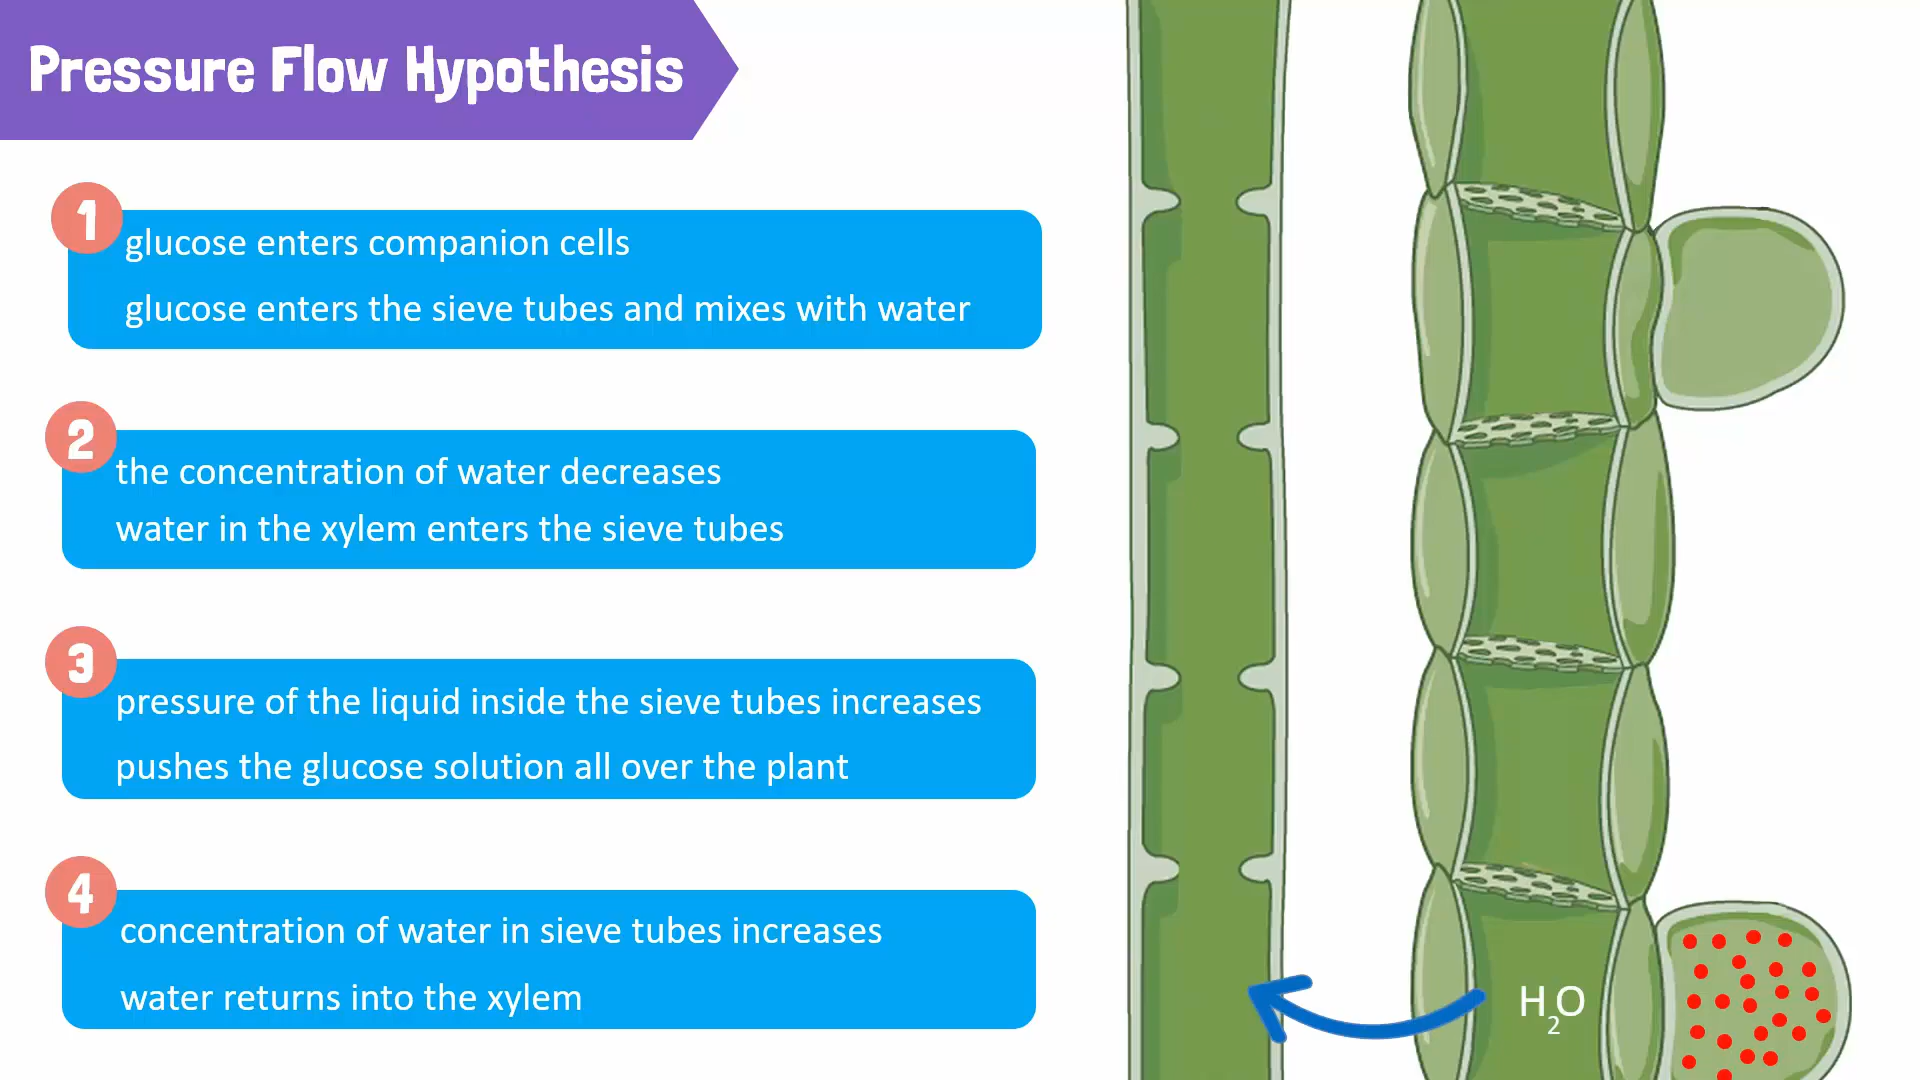 Pressure Flow Hypothesis
1
glucose enters companion cells
glucose enters the sieve tubes and mixes with water
2
the concentration of water decreases
water in the xylem enters the sieve tubes
3
pressure of the liquid inside the sieve tubes increases
pushes the glucose solution all over the plant
4
concentration of water in sieve tubes increases
water returns into the xylem
H₂O